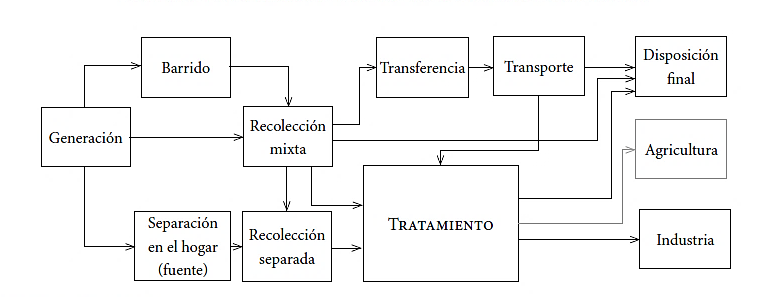 Barrido
Transferencia
Transporte
Disposición
final
Generación
Recolección
mixta
Agricultura
Separación
en el hogar
(fuente)
Recolección
separada
TRATAMIENTO
Industria